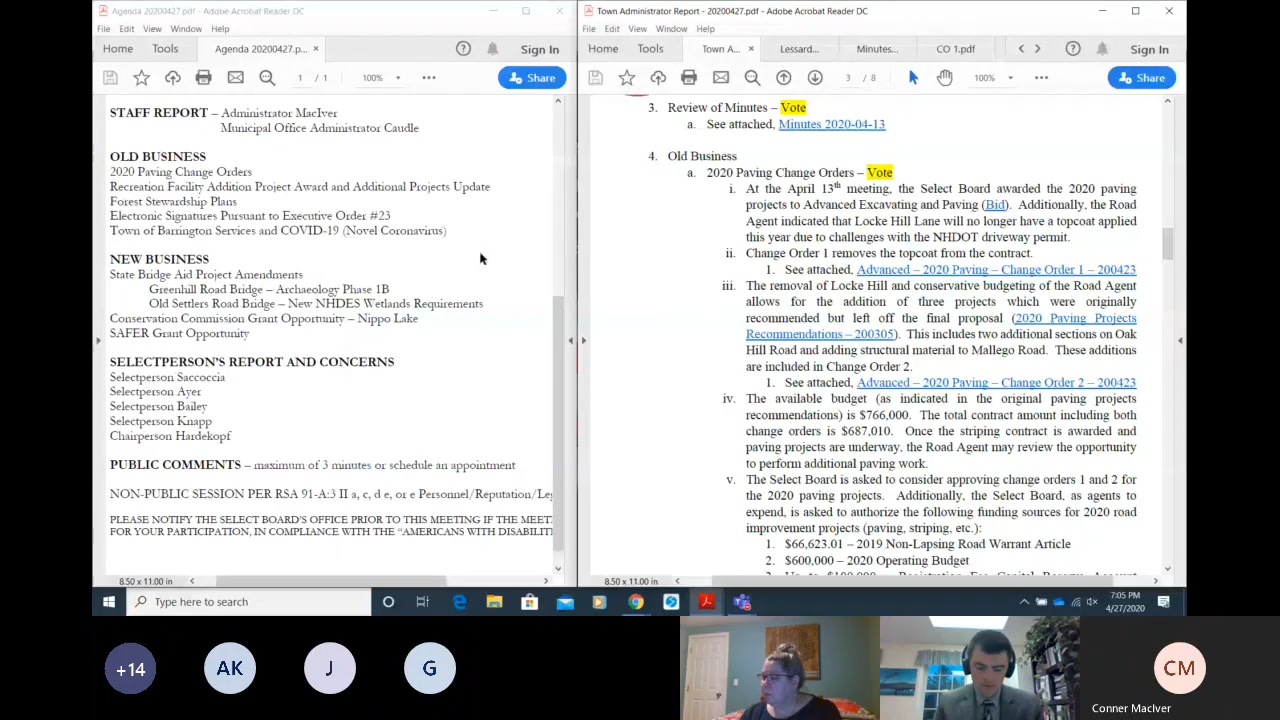 Agenda 20200427.pdf - Adobe Acrobat Reader DC
File Edit View Window Help
Home Tools Agenda 20200427.p... × Sign In
1 / 1 100% Share
STAFF REPORT – Administrator MacIver
Municipal Office Administrator Caudle
OLD BUSINESS
2020 Paving Change Orders
Recreation Facility Addition Project Award and Additional Projects Update
Forest Stewardship Plans
Electronic Signatures Pursuant to Executive Order #23
Town of Barrington Services and COVID-19 (Novel Coronavirus)
NEW BUSINESS
State Bridge Aid Project Amendments
Greenhill Road Bridge – Archaeology Phase 1B
Old Settlers Road Bridge – New NHDES Wetlands Requirements
Conservation Commission Grant Opportunity – Nippo Lake
SAFER Grant Opportunity
SELECTPERSON'S REPORT AND CONCERNS
Selectperson Saccoccia
Selectperson Ayer
Selectperson Bailey
Selectperson Knapp
Chairperson Hardekopf
PUBLIC COMMENTS – maximum of 3 minutes or schedule an appointment
NON-PUBLIC SESSION PER RSA 91-A:3 II a, c, d e, or e Personnel/Reputation/Leg
PLEASE NOTIFY THE SELECT BOARD'S OFFICE PRIOR TO THIS MEETING IF THE MEET
FOR YOUR PARTICIPATION, IN COMPLIANCE WITH THE "AMERICANS WITH DISABILIT
8.50 x 11.00 in
Town Administrator Report - 20200427.pdf - Adobe Acrobat Reader DC
File Edit View Window Help
Home Tools Town A... × Lessard... Minutes... CO 1.pdf Sign In
3 / 8 100% Share
3. Review of Minutes – Vote
a. See attached, Minutes 2020-04-13
4. Old Business
a. 2020 Paving Change Orders – Vote
i. At the April 13th meeting, the Select Board awarded the 2020 paving
projects to Advanced Excavating and Paving (Bid). Additionally, the Road
Agent indicated that Locke Hill Lane will no longer have a topcoat applied
this year due to challenges with the NHDOT driveway permit.
ii. Change Order 1 removes the topcoat from the contract.
1. See attached, Advanced – 2020 Paving – Change Order 1 – 200423
iii. The removal of Locke Hill and conservative budgeting of the Road Agent
allows for the addition of three projects which were originally
recommended but left off the final proposal (2020 Paving Projects
Recommendations – 200305). This includes two additional sections on Oak
Hill Road and adding structural material to Mallego Road. These additions
are included in Change Order 2.
1. See attached, Advanced – 2020 Paving – Change Order 2 – 200423
iv. The available budget (as indicated in the original paving projects
recommendations) is $766,000. The total contract amount including both
change orders is $687,010. Once the striping contract is awarded and
paving projects are underway, the Road Agent may review the opportunity
to perform additional paving work.
v. The Select Board is asked to consider approving change orders 1 and 2 for
the 2020 paving projects. Additionally, the Select Board, as agents to
expend, is asked to authorize the following funding sources for 2020 road
improvement projects (paving, striping, etc.):
1. $66,623.01 – 2019 Non-Lapsing Road Warrant Article
2. $600,000 – 2020 Operating Budget
8.50 x 11.00 in
Type here to search
7:05 PM
4/27/2020
+14 AK J G CM
Conner MacIver